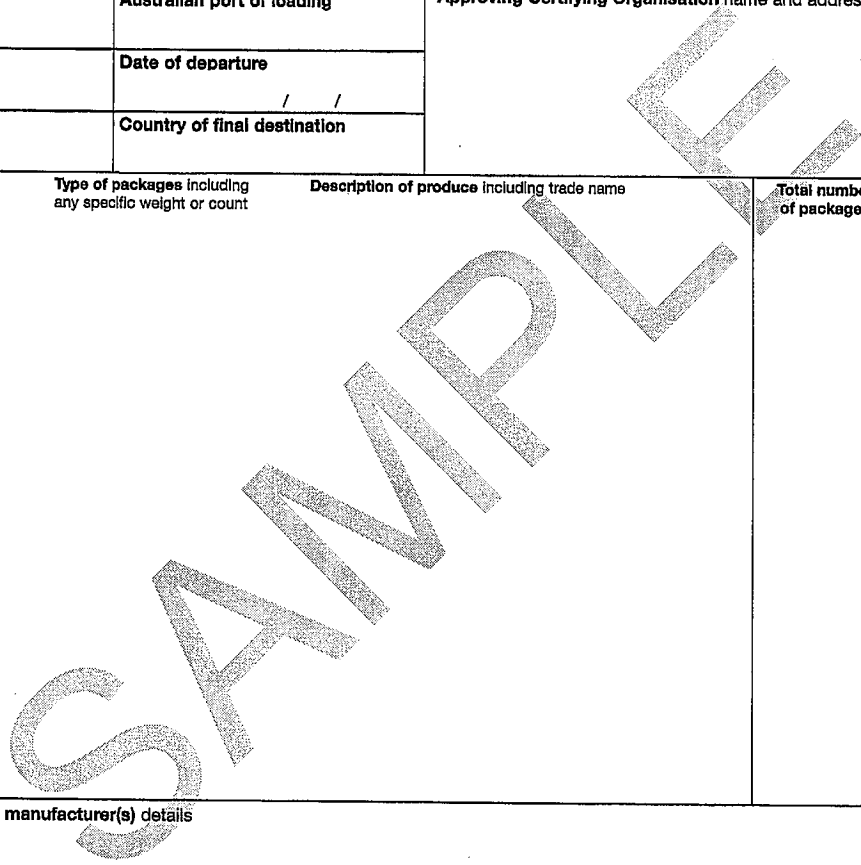 Australian port of loading
Approving Certifying Organisation name and addres
Date of departure
/ /
Country of final destination
Type of packages including
any specific weight or count
Description of produce including trade name
Total numbe
of package
SAMPLE
manufacturer(s) details